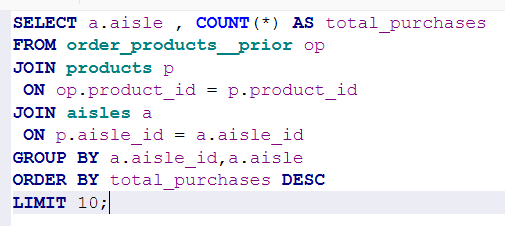 SELECT a.aisle , COUNT(*) AS total_purchases
FROM order_products__prior op
JOIN products p
 ON op.product_id = p.product_id
JOIN aisles a
 ON p.aisle_id = a.aisle_id
GROUP BY a.aisle_id,a.aisle
ORDER BY total_purchases DESC
LIMIT 10;